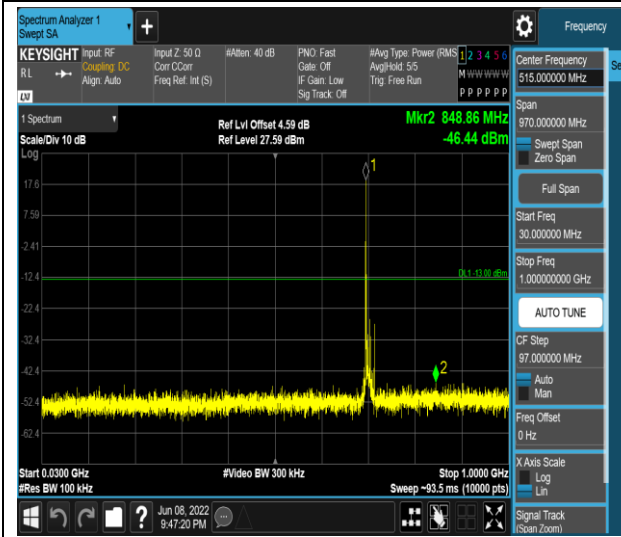 Spectrum Analyzer 1
Swept SA
Frequency
KEYSIGHT
RL
Input: RF
Coupling: DC
Align: Auto
Input Z: 50 Ω
Corr CCorr
Freq Ref: Int (S)
#Atten: 40 dB
PNO: Fast
Gate: Off
IF Gain: Low
Sig Track: Off
#Avg Type: Power (RMS
Avg|Hold: 5/5
Trig: Free Run
1 2 3 4 5 6
M W W W W W
P P P P P P
1 Spectrum
Scale/Div 10 dB
Log
Ref Lvl Offset 4.59 dB
Ref Level 27.59 dBm
Mkr2 848.86 MHz
-46.44 dBm
1
17.6
7.59
-2.41
-12.4
DL1 -13.00 dBm
-22.4
-32.4
-42.4
2
-52.4
-62.4
Start 0.0300 GHz
#Res BW 100 kHz
#Video BW 300 kHz
Stop 1.0000 GHz
Sweep ~93.5 ms (10000 pts)
Jun 08, 2022
9:47:20 PM
Center Frequency
515.000000 MHz
Se
Span
970.000000 MHz
Swept Span
Zero Span
Full Span
Start Freq
30.000000 MHz
Stop Freq
1.000000000 GHz
AUTO TUNE
CF Step
97.000000 MHz
Auto
Man
Freq Offset
0 Hz
X Axis Scale
Log
Lin
Signal Track
(Span Zoom)